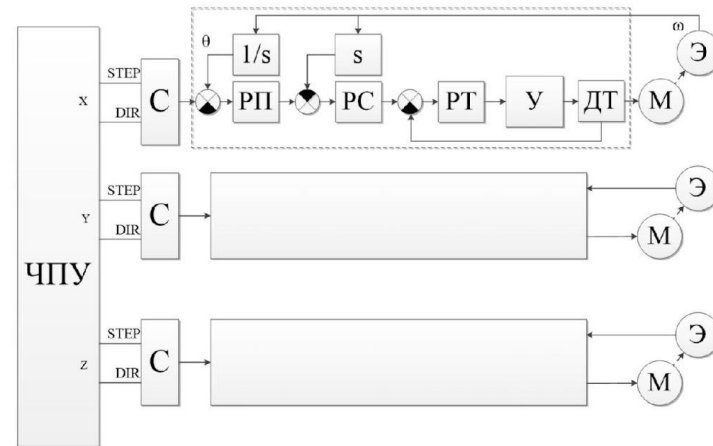 ω
Э
θ
1/s
s
STEP
X
DIR
С
РП
РС
РТ
У
ДТ
М
STEP
Y
DIR
С
Э
М
ЧПУ
STEP
Z
DIR
С
Э
М